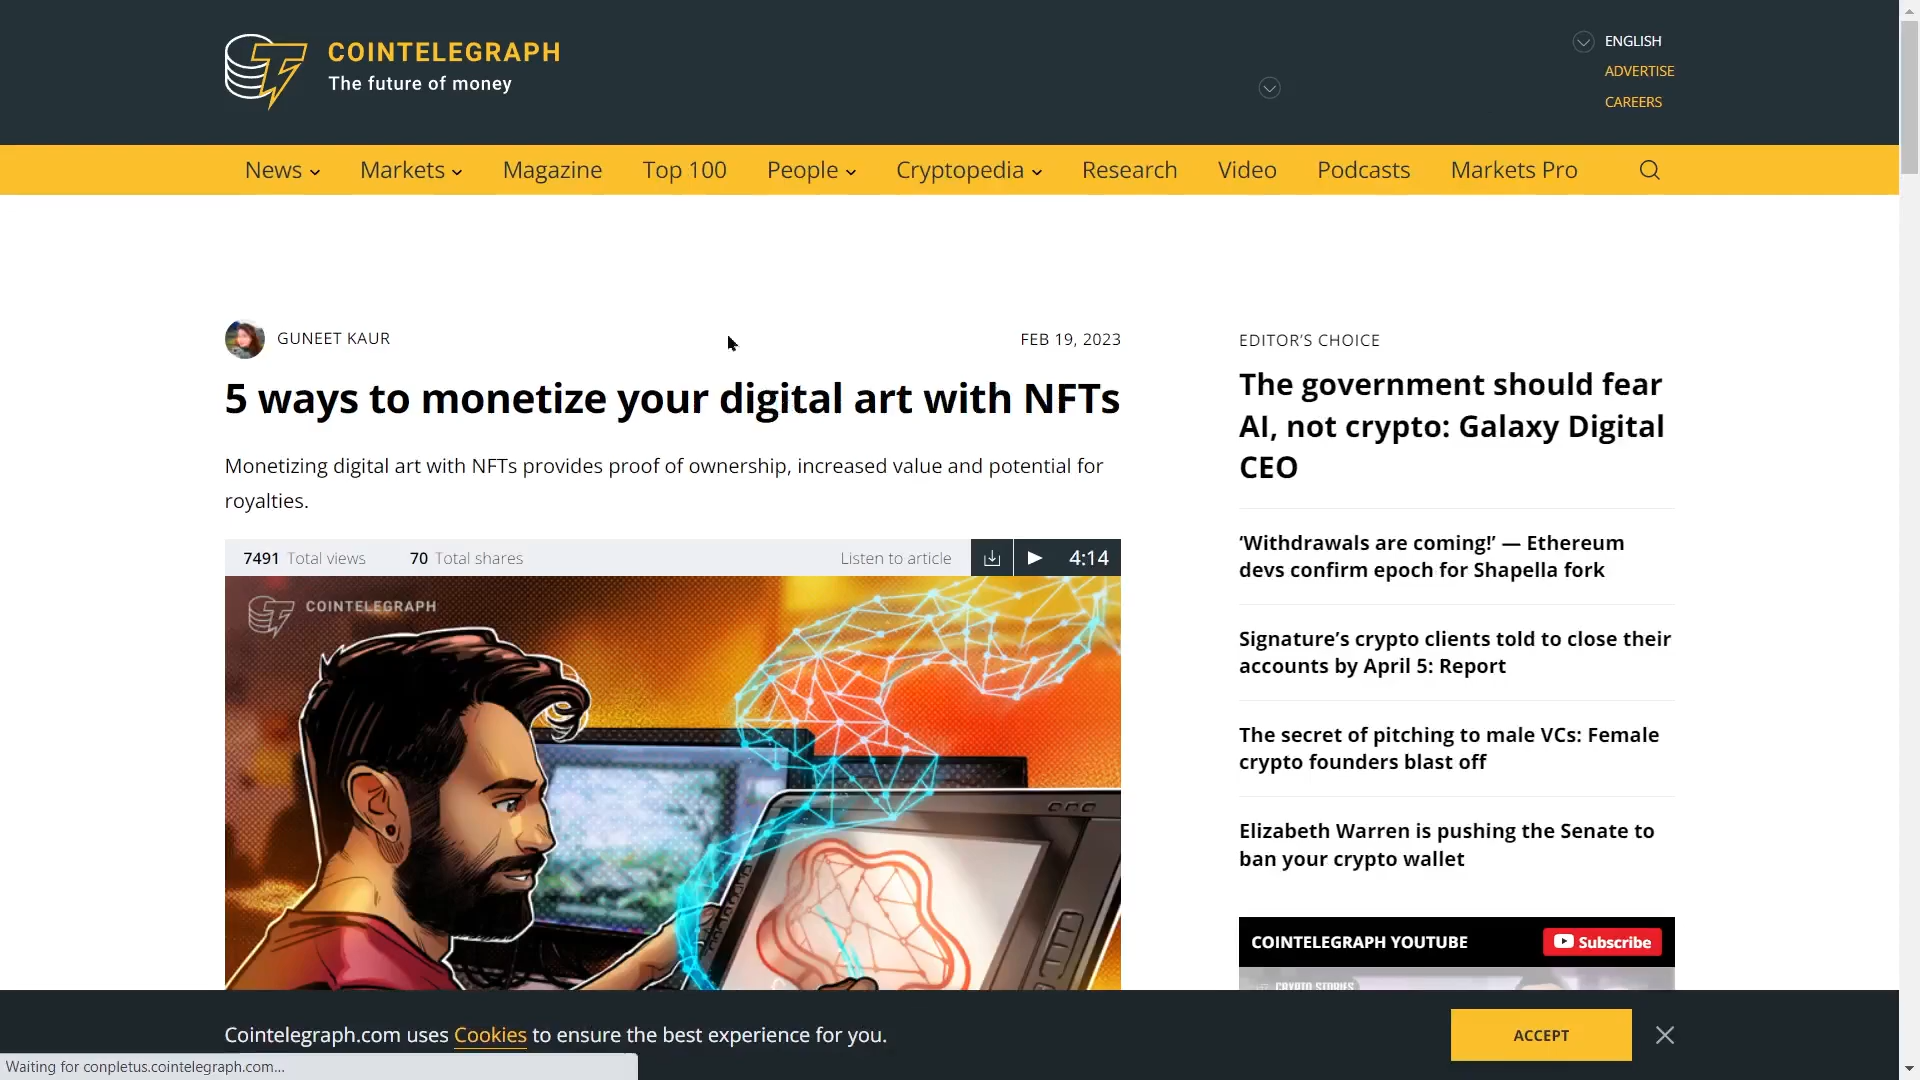 COINTELEGRAPH
The future of money
ENGLISH
ADVERTISE
CAREERS
News
Markets
Magazine
Top 100
People
Cryptopedia
Research
Video
Podcasts
Markets Pro
GUNEET KAUR
FEB 19, 2023
5 ways to monetize your digital art with NFTs
Monetizing digital art with NFTs provides proof of ownership, increased value and potential for
royalties.
7491 Total views
70 Total shares
Listen to article
4:14
COINTELEGRAPH
EDITOR’S CHOICE
The government should fear
AI, not crypto: Galaxy Digital
CEO
‘Withdrawals are coming!’ — Ethereum
devs confirm epoch for Shapella fork
Signature’s crypto clients told to close their
accounts by April 5: Report
The secret of pitching to male VCs: Female
crypto founders blast off
Elizabeth Warren is pushing the Senate to
ban your crypto wallet
COINTELEGRAPH YOUTUBE
Subscribe
CRYPTO STORIES
Cointelegraph.com uses Cookies to ensure the best experience for you.
ACCEPT
Waiting for conpletus.cointelegraph.com...